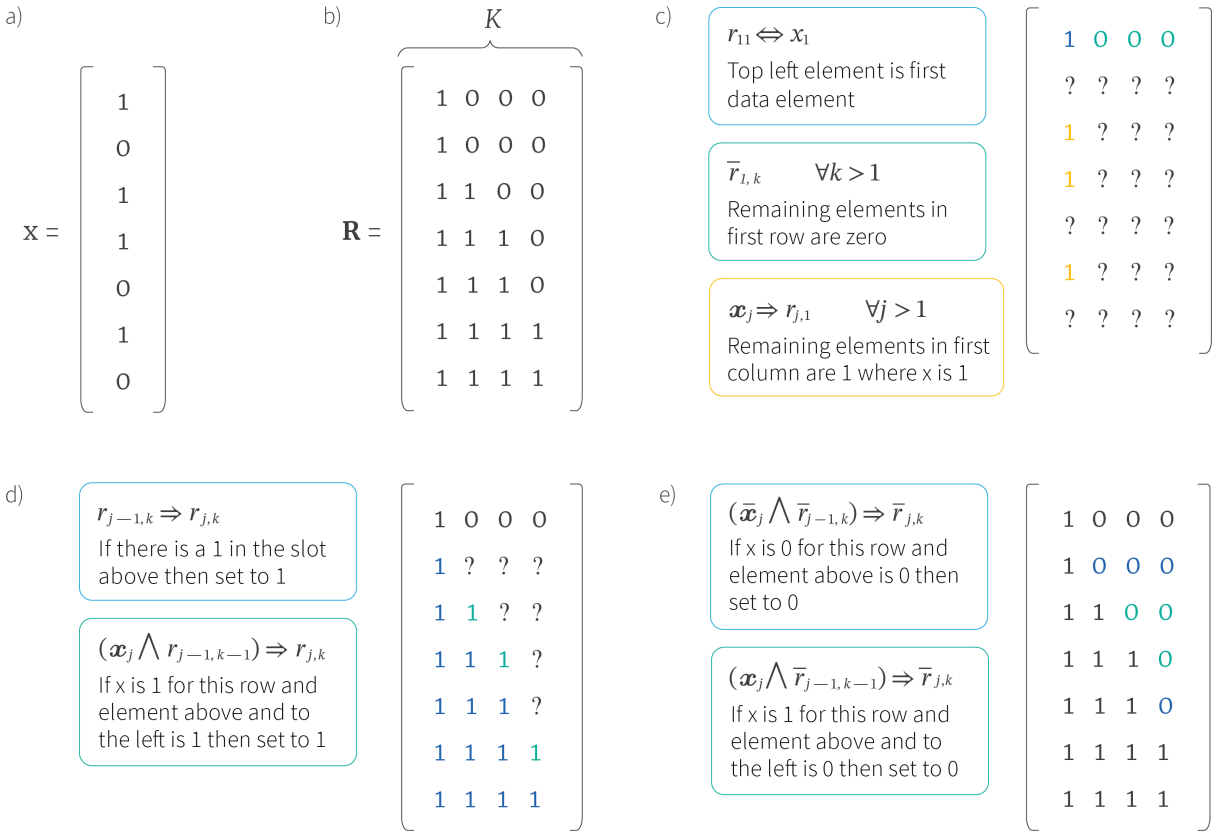 a)
x =
1
0
1
1
0
1
0
b)
K
R =
1 0 0 0
1 0 0 0
1 1 0 0
1 1 1 0
1 1 1 0
1 1 1 1
1 1 1 1
c)
r₁₁ ⇔ x₁
Top left element is first
data element
r̅₁,ₖ ∀k > 1
Remaining elements in
first row are zero
xⱼ ⇒ rⱼ,₁ ∀j > 1
Remaining elements in first
column are 1 where x is 1
1 0 0 0
? ? ? ?
1 ? ? ?
1 ? ? ?
? ? ? ?
1 ? ? ?
? ? ? ?
d)
rⱼ₋₁,ₖ ⇒ rⱼ,ₖ
If there is a 1 in the slot
above then set to 1
(xⱼ ⋀ rⱼ₋₁,ₖ₋₁) ⇒ rⱼ,ₖ
If x is 1 for this row and
element above and to
the left is 1 then set to 1
1 0 0 0
1 ? ? ?
1 1 ? ?
1 1 1 ?
1 1 1 ?
1 1 1 1
1 1 1 1
e)
(x̅ⱼ ⋀ r̅ⱼ₋₁,ₖ) ⇒ r̅ⱼ,ₖ
If x is 0 for this row and
element above is 0 then
set to 0
(xⱼ ⋀ r̅ⱼ₋₁,ₖ₋₁) ⇒ r̅ⱼ,ₖ
If x is 1 for this row and
element above and to
the left is 0 then set to 0
1 0 0 0
1 0 0 0
1 1 0 0
1 1 1 0
1 1 1 0
1 1 1 1
1 1 1 1